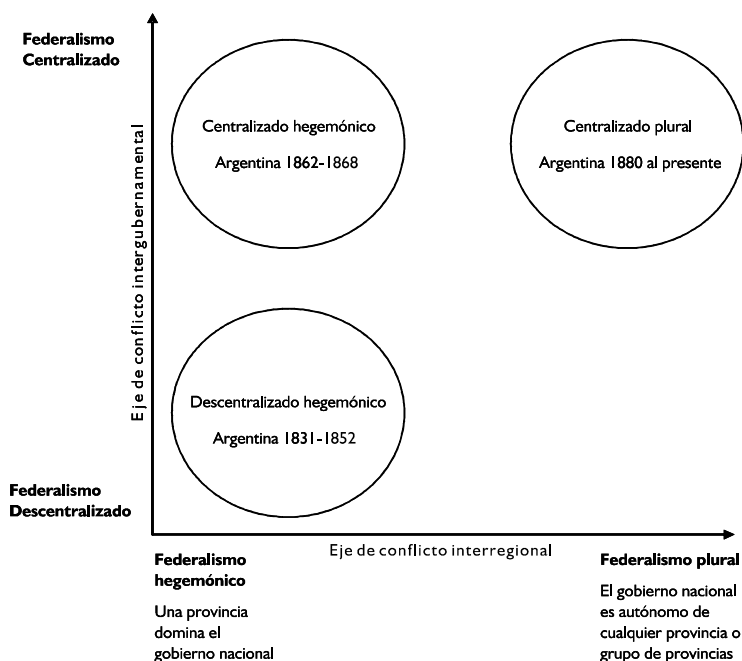 Federalismo
Centralizado
Eje de conflicto intergubernamental
Centralizado hegemónico
Argentina 1862-1868
Centralizado plural
Argentina 1880 al presente
Descentralizado hegemónico
Argentina 1831-1852
Federalismo
Descentralizado
Eje de conflicto interregional
Federalismo
hegemónico
Una provincia
domina el
gobierno nacional
Federalismo plural
El gobierno nacional
es autónomo de
cualquier provincia o
grupo de provincias